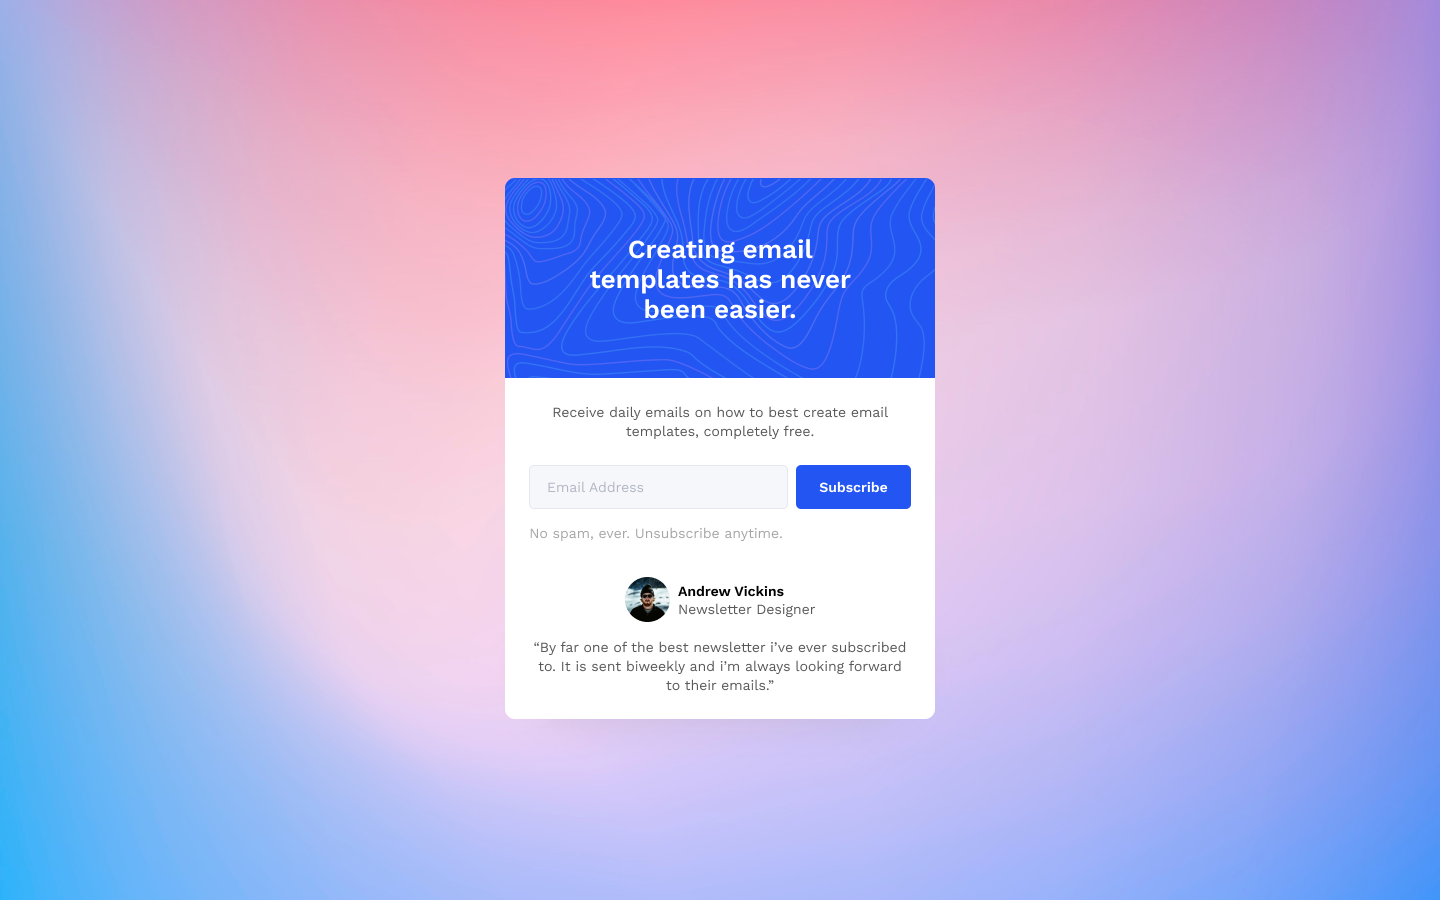 Creating email
templates has never
been easier.
Receive daily emails on how to best create email
templates, completely free.
Email Address
Subscribe
No spam, ever. Unsubscribe anytime.
Andrew Vickins
Newsletter Designer
“By far one of the best newsletter i’ve ever subscribed
to. It is sent biweekly and i’m always looking forward
to their emails.”